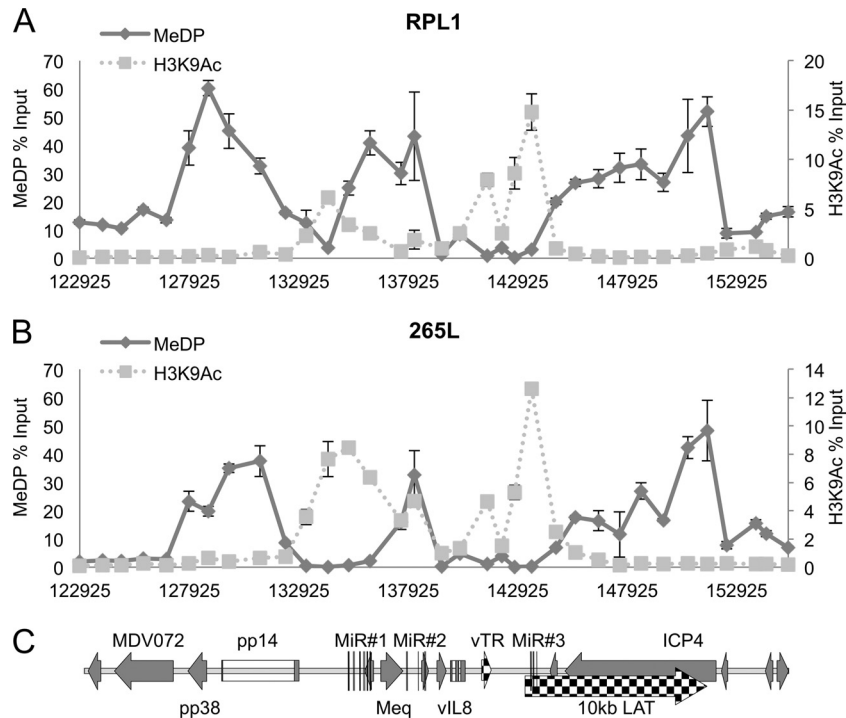 A
RPL1
MeDP
H3K9Ac
70
60
50
40
30
20
10
0
MeDP % Input
20
15
10
5
0
H3K9Ac % Input
122925 127925 132925 137925 142925 147925 152925
B
265L
MeDP
H3K9Ac
70
60
50
40
30
20
10
0
MeDP % Input
14
12
10
8
6
4
2
0
H3K9Ac % Input
122925 127925 132925 137925 142925 147925 152925
C
MDV072 pp14 MiR#1 MiR#2 vTR MiR#3 ICP4
pp38 Meq vIL8 10kb LAT